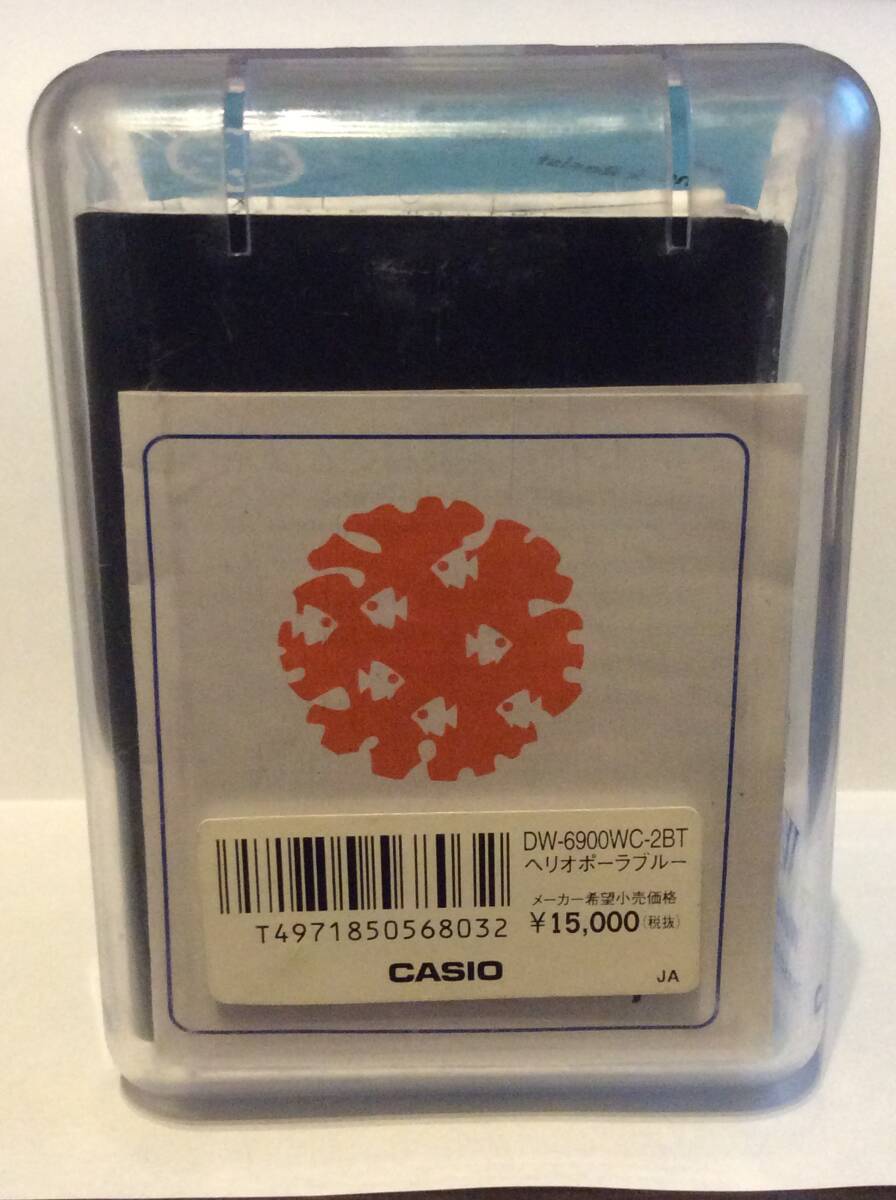 DW-6900WC-2BT
ヘリオポーラブルー
メーカー希望小売価格
¥15,000(税抜)
T4971850568032
CASIO
JA